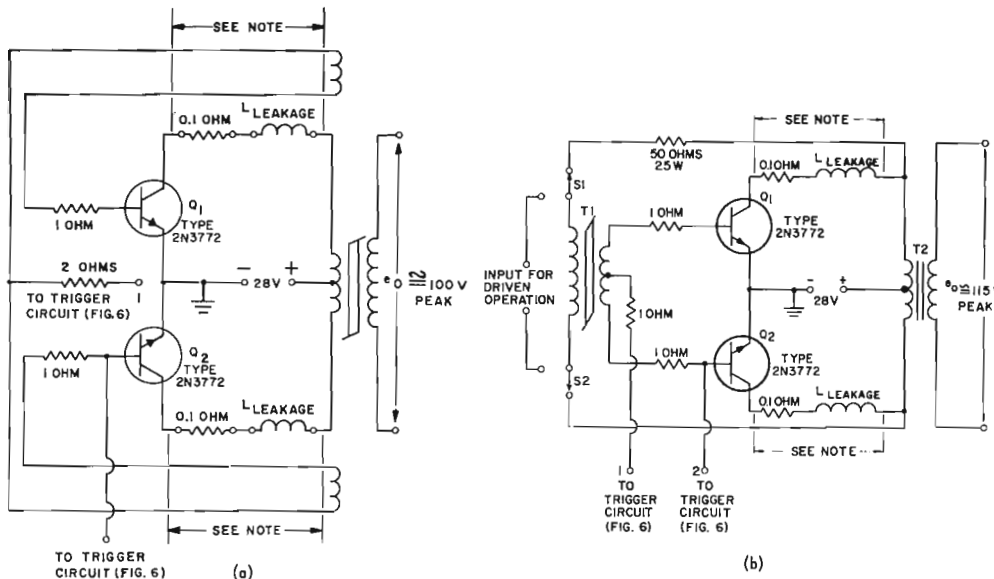 SEE NOTE
0.1 OHM
L LEAKAGE
Q1
TYPE
2N3772
1 OHM
2 OHMS
TO TRIGGER
CIRCUIT (FIG. 6)
1
− 28V +
e0 ≅ 100 V
PEAK
Q2
TYPE
2N3772
1 OHM
0.1 OHM
L LEAKAGE
SEE NOTE
TO TRIGGER
CIRCUIT (FIG. 6)
(a)
SEE NOTE
50 OHMS
25W
0.1 OHM
L LEAKAGE
S1
T1
1 OHM
Q1
TYPE
2N3772
T2
INPUT FOR
DRIVEN
OPERATION
1 OHM
− 28V +
e0 ≅ 115V
PEAK
Q2
1 OHM
TYPE
2N3772
S2
0.1 OHM
L LEAKAGE
SEE NOTE
1
TO
TRIGGER
CIRCUIT
(FIG. 6)
2
TO
TRIGGER
CIRCUIT
(FIG. 6)
(b)